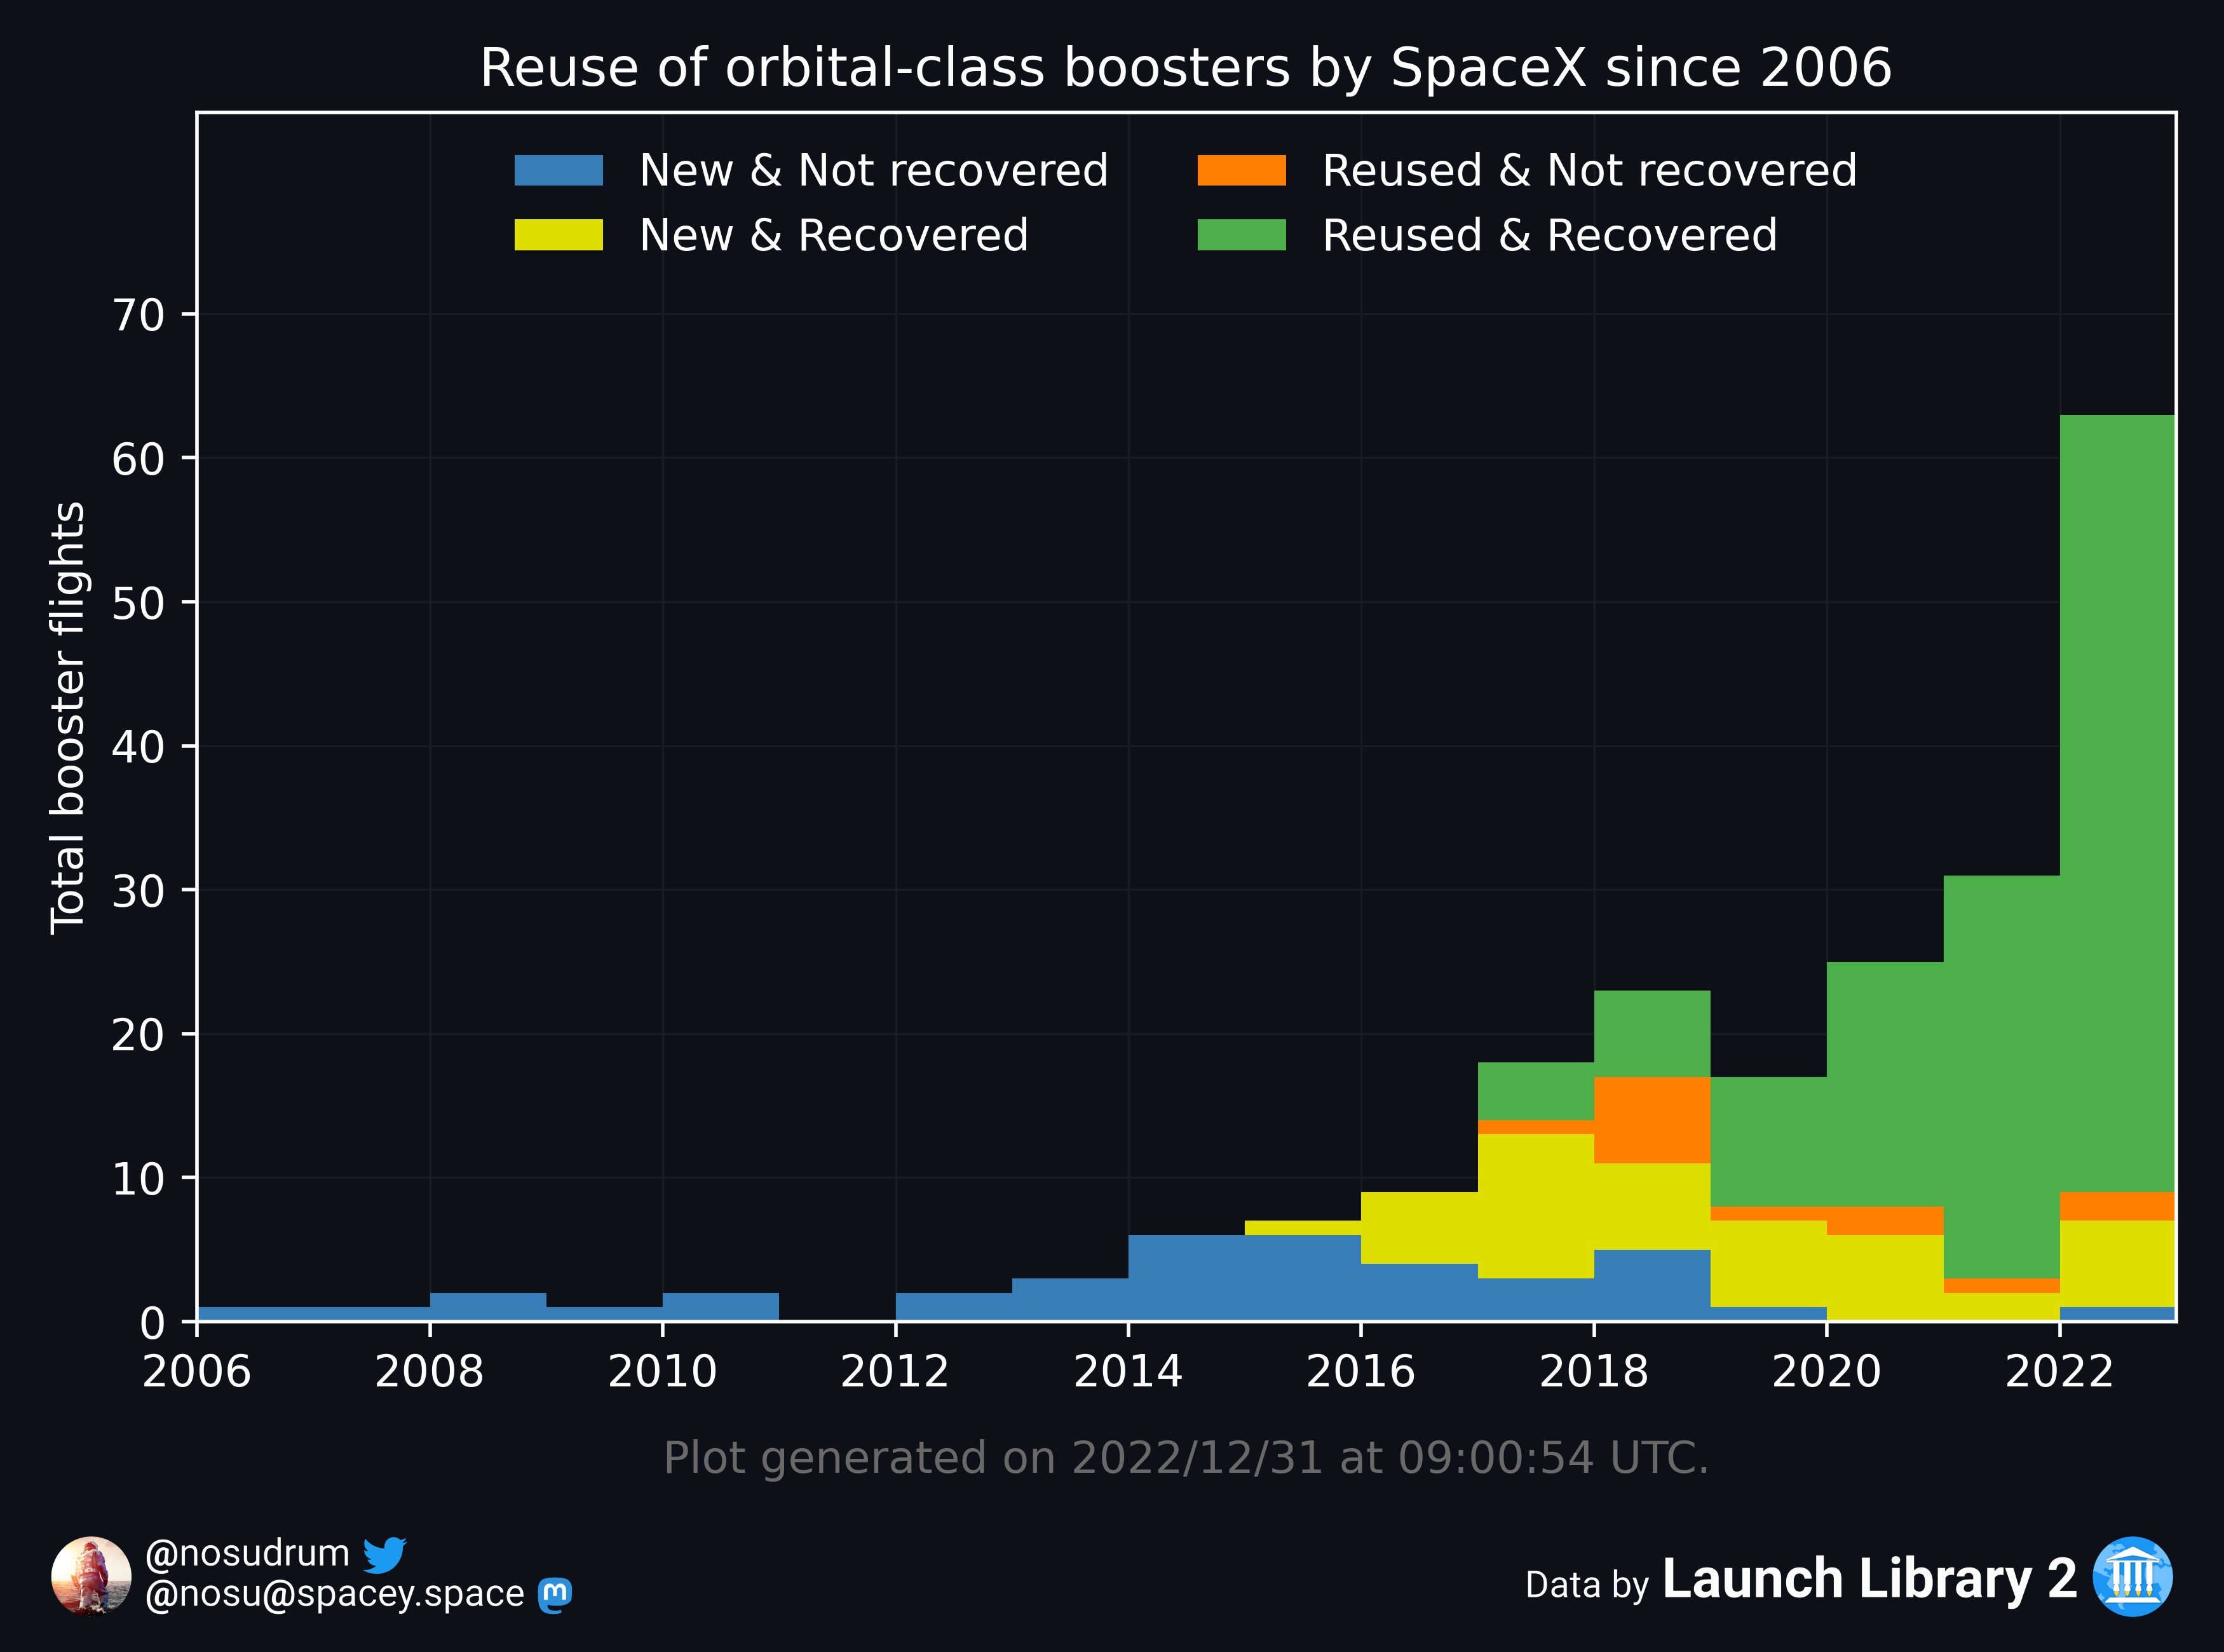 Reuse of orbital-class boosters by SpaceX since 2006
New & Not recovered
New & Recovered
Reused & Not recovered
Reused & Recovered
Total booster flights
70
60
50
40
30
20
10
0
2006 2008 2010 2012 2014 2016 2018 2020 2022
Plot generated on 2022/12/31 at 09:00:54 UTC.
@nosudrum
@nosu@spacey.space
Data by Launch Library 2